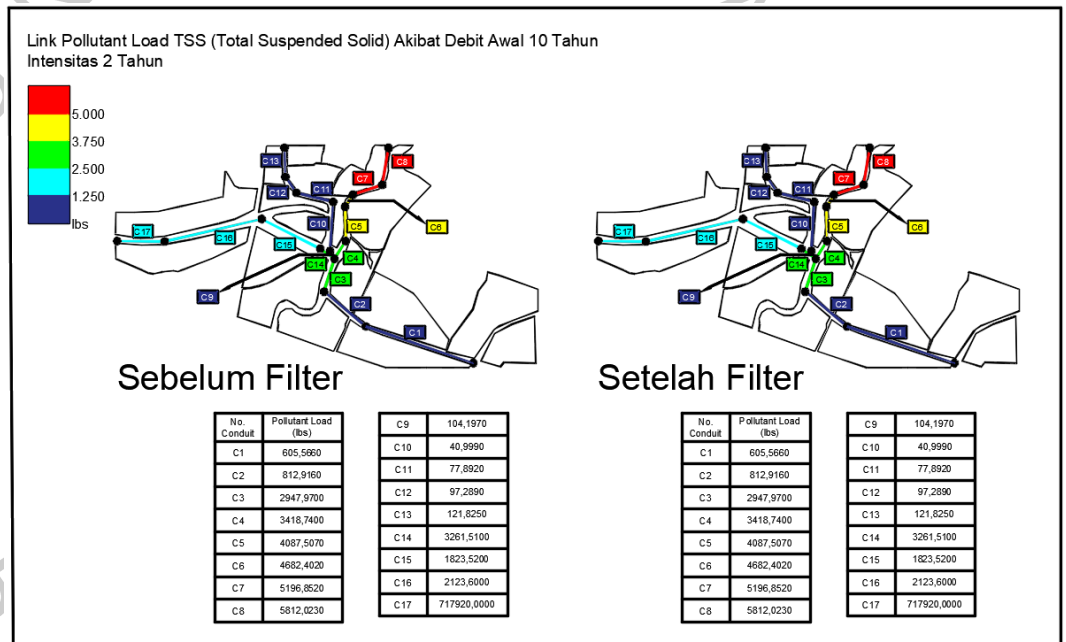 Link Pollutant Load TSS (Total Suspended Solid) Akibat Debit Awal 10 Tahun
Intensitas 2 Tahun
5.000
3.750
2.500
1.250
lbs
C13
C8
C7
C12
C11
C10
C5
C6
C17
C16
C15
C14
C4
C3
C9
C2
C1
Sebelum Filter
C13
C8
C7
C12
C11
C10
C5
C6
C17
C16
C15
C14
C4
C3
C9
C2
C1
Setelah Filter
No. Conduit Pollutant Load (lbs)
C1 605,5660
C2 812,9160
C3 2947,9700
C4 3418,7400
C5 4087,5070
C6 4682,4020
C7 5196,8520
C8 5812,0230
C9 104,1970
C10 40,9990
C11 77,8920
C12 97,2890
C13 121,8250
C14 3261,5100
C15 1823,5200
C16 2123,6000
C17 717920,0000
No. Conduit Pollutant Load (lbs)
C1 605,5660
C2 812,9160
C3 2947,9700
C4 3418,7400
C5 4087,5070
C6 4682,4020
C7 5196,8520
C8 5812,0230
C9 104,1970
C10 40,9990
C11 77,8920
C12 97,2890
C13 121,8250
C14 3261,5100
C15 1823,5200
C16 2123,6000
C17 717920,0000